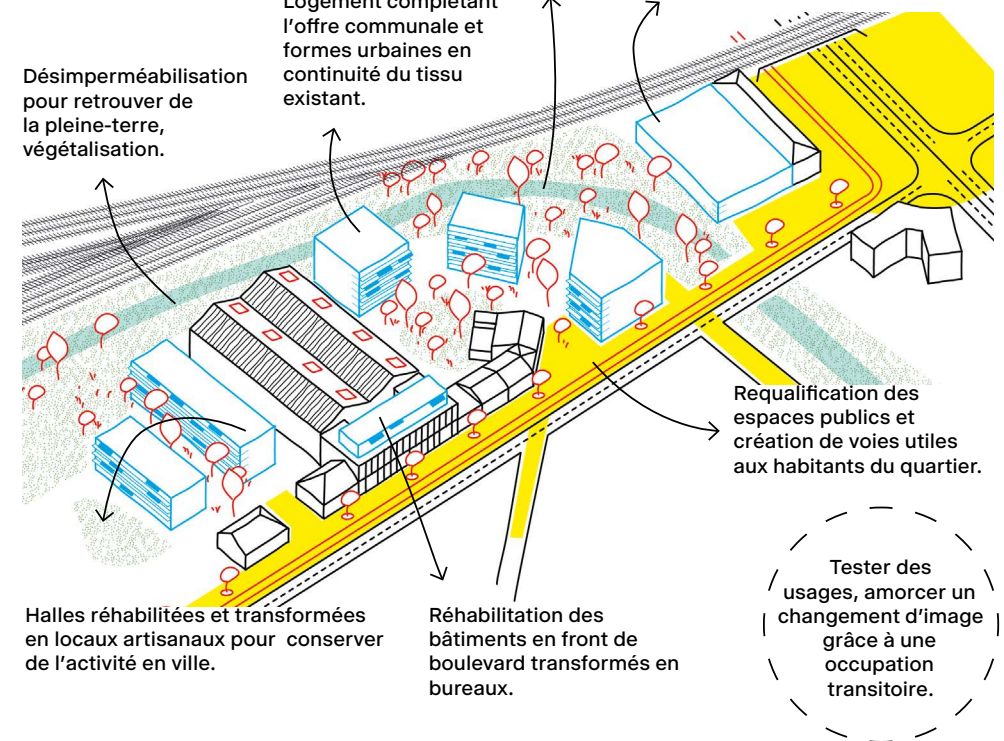 Logement complétant
l’offre communale et
formes urbaines en
continuité du tissu
existant.
Désimperméabilisation
pour retrouver de
la pleine-terre,
végétalisation.
Requalification des
espaces publics et
création de voies utiles
aux habitants du quartier.
Tester des
usages, amorcer un
changement d’image
grâce à une
occupation
transitoire.
Halles réhabilitées et transformées
en locaux artisanaux pour conserver
de l’activité en ville.
Réhabilitation des
bâtiments en front de
boulevard transformés en
bureaux.